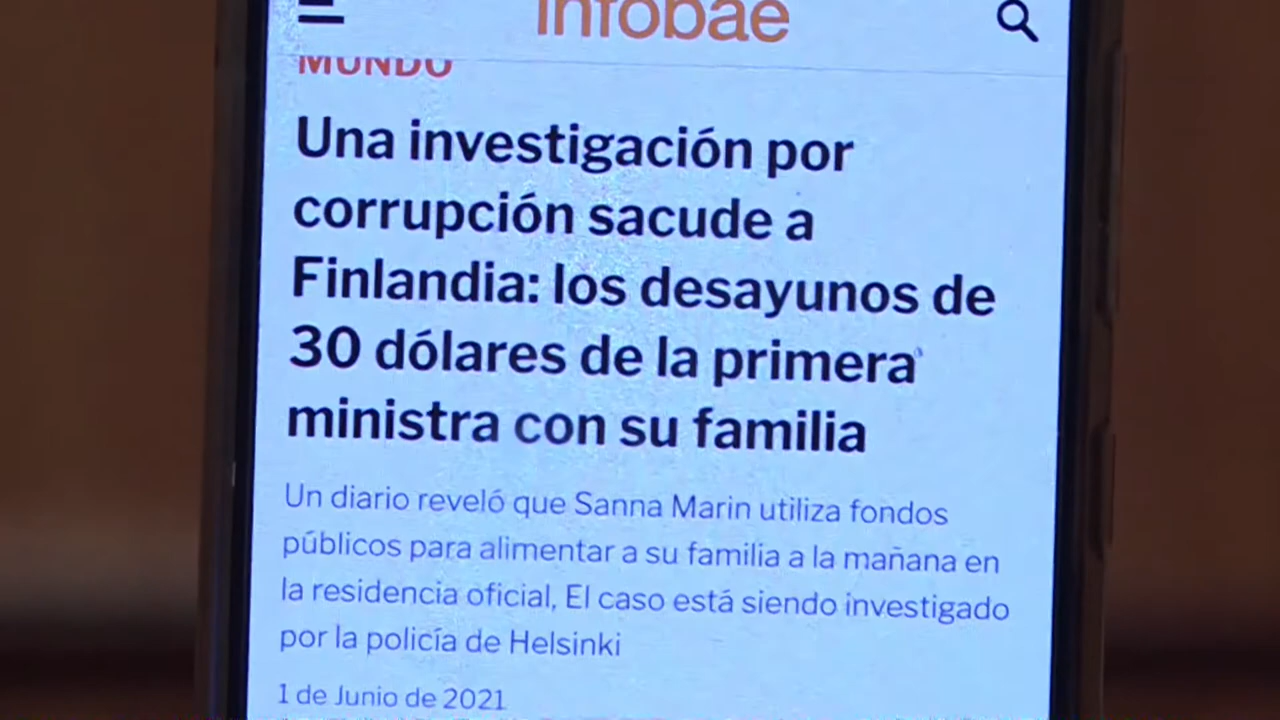 infobae
MUNDO
Una investigación por
corrupción sacude a
Finlandia: los desayunos de
30 dólares de la primera
ministra con su familia
Un diario reveló que Sanna Marin utiliza fondos
públicos para alimentar a su familia a la mañana en
la residencia oficial, El caso está siendo investigado
por la policía de Helsinki
1 de Junio de 2021